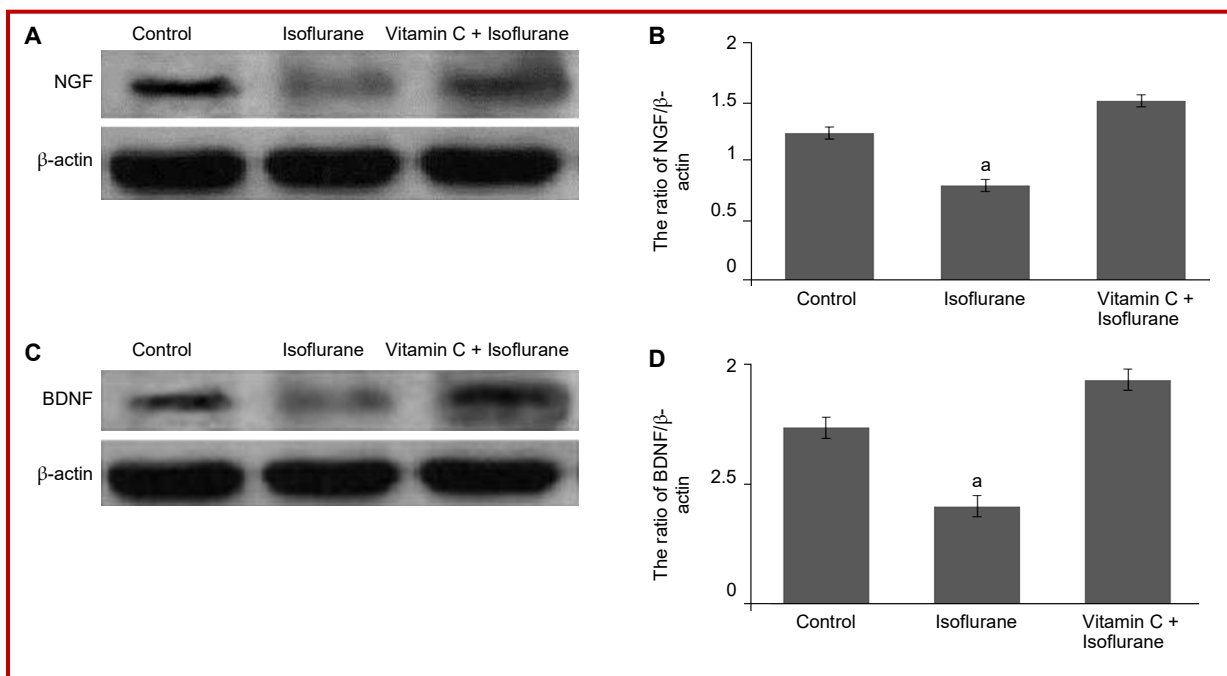 A
Control Isoflurane Vitamin C + Isoflurane
NGF
β-actin
B
The ratio of NGF/β-
actin
2
1.5
1
0.5
0
a
Control Isoflurane Vitamin C +
Isoflurane
C
Control Isoflurane Vitamin C + Isoflurane
BDNF
β-actin
D
The ratio of BDNF/β-
actin
2
2.5
0
a
Control Isoflurane Vitamin C +
Isoflurane